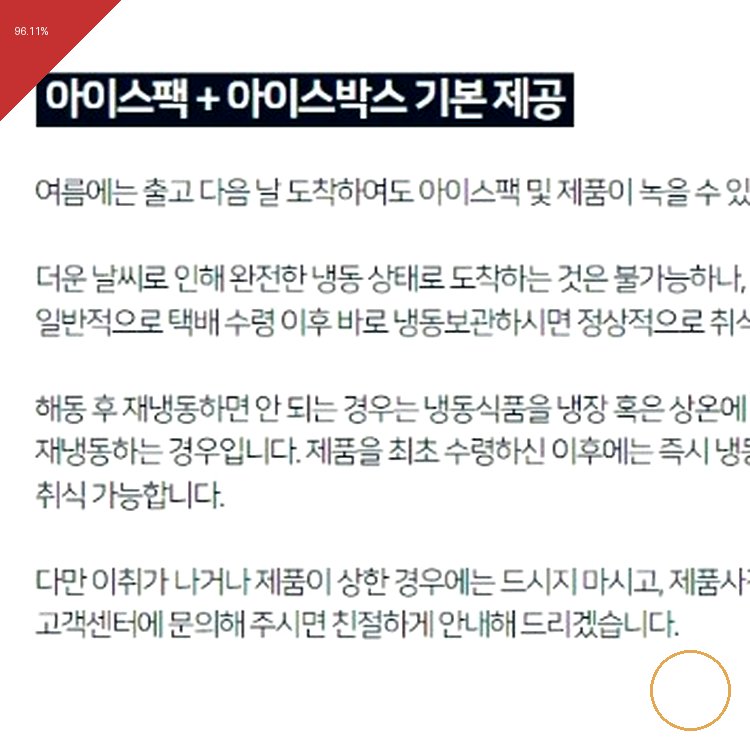 96.11%
아이스팩 + 아이스박스 기본 제공
여름에는 출고 다음 날 도착하여도 아이스팩 및 제품이 녹을 수 있
더운 날씨로 인해 완전한 냉동 상태로 도착하는 것은 불가능하나,
일반적으로 택배 수령 이후 바로 냉동보관하시면 정상적으로 취식
해동 후 재냉동하면 안 되는 경우는 냉동식품을 냉장 혹은 상온에
재냉동하는 경우입니다. 제품을 최초 수령하신 이후에는 즉시 냉동
취식 가능합니다.
다만 이취가 나거나 제품이 상한 경우에는 드시지 마시고, 제품사진
고객센터에 문의해 주시면 친절하게 안내해 드리겠습니다.